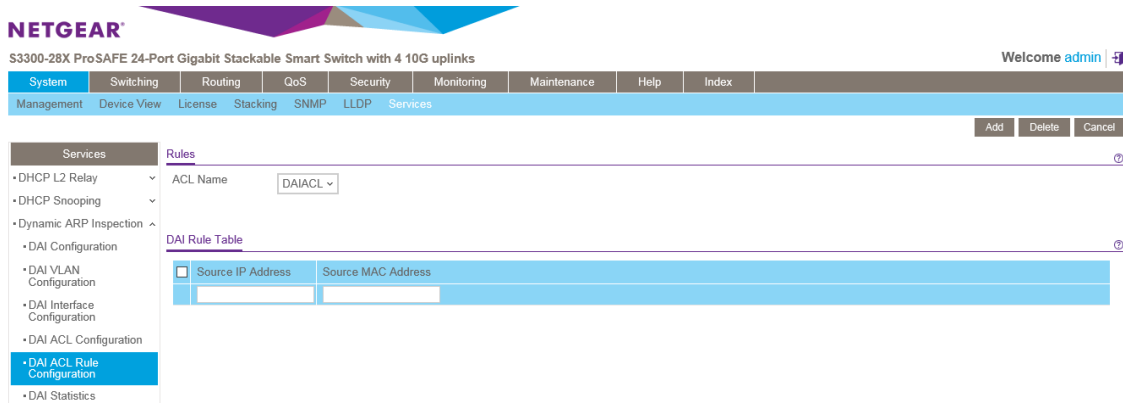 NETGEAR®
S3300-28X ProSAFE 24-Port Gigabit Stackable Smart Switch with 4 10G uplinks Welcome admin
System Switching Routing QoS Security Monitoring Maintenance Help Index
Management Device View License Stacking SNMP LLDP Services
Add Delete Cancel
Services
DHCP L2 Relay
DHCP Snooping
Dynamic ARP Inspection
DAI Configuration
DAI VLAN
Configuration
DAI Interface
Configuration
DAI ACL Configuration
DAI ACL Rule
Configuration
DAI Statistics
Rules
ACL Name DAIACL
DAI Rule Table
Source IP Address Source MAC Address